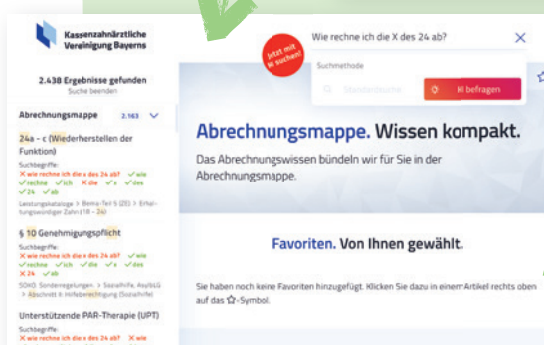 Kassenzahnärztliche
Vereinigung Bayerns
2.438 Ergebnisse gefunden
Suche beenden
Abrechnungsmappe 2.163
24a - c (Wiederherstellen der
Funktion)
Suchbegriffe:
wie rechne ich die x des 24 ab? wie
rechne ich die x des
24 ab
Leistungskataloge > Bema-Teil 5 (ZE) > Erhal-
tungswürdiger Zahn (18 - 24)
§ 10 Genehmigungspflicht
Suchbegriffe:
wie rechne ich die x des 24 ab? wie
rechne ich die x des
24 ab
SOKO: Sonderregelungen. > Sozialhilfe, AsylbLG
> Abschnitt II: Hilfeberechtigung (Sozialhilfe)
Unterstützende PAR-Therapie (UPT)
Suchbegriffe:
wie rechne ich die x des 24 ab? wie
Jetzt mit
KI suchen!
Wie rechne ich die X des 24 ab?
Suchmethode
Standardsuche KI befragen
Abrechnungsmappe. Wissen kompakt.
Das Abrechnungswissen bündeln wir für Sie in der
Abrechnungsmappe.
Favoriten. Von Ihnen gewählt.
Sie haben noch keine Favoriten hinzugefügt. Klicken Sie dazu in einem Artikel rechts oben
auf das ☆-Symbol.